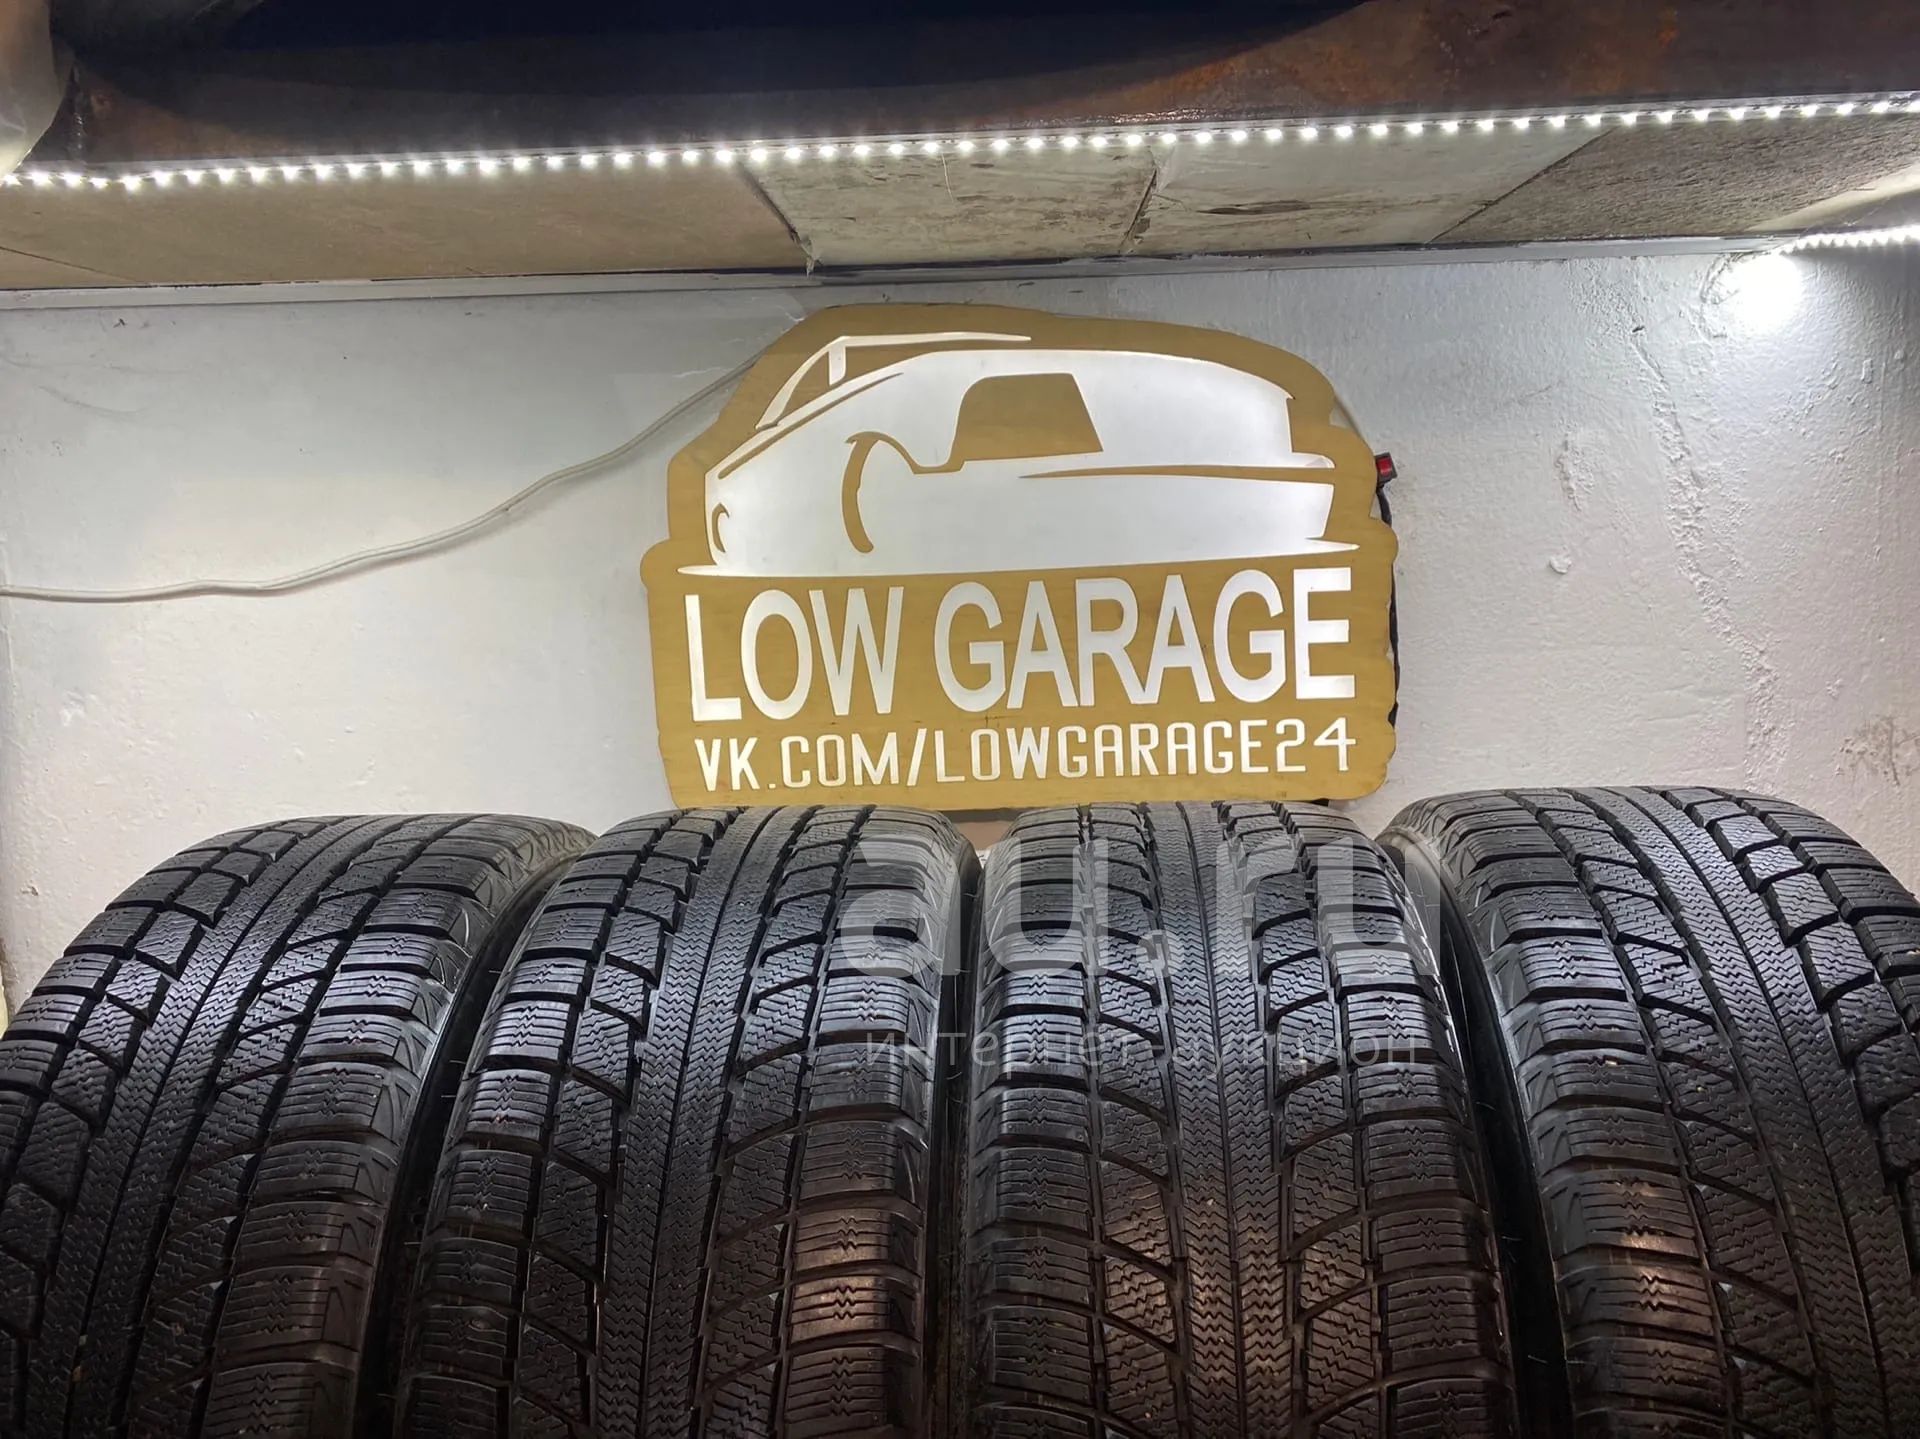 LOW GARAGE
VK.COM/LOWGARAGE24
au.ru
интернет-аукцион